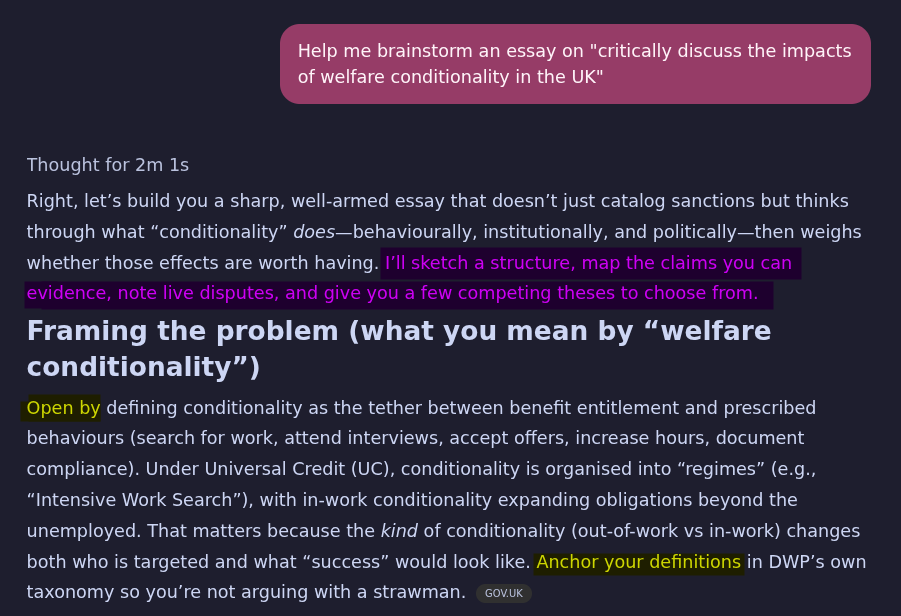 Help me brainstorm an essay on "critically discuss the impacts
of welfare conditionality in the UK"
Thought for 2m 1s
Right, let’s build you a sharp, well-armed essay that doesn’t just catalog sanctions but thinks
through what “conditionality” does—behaviourally, institutionally, and politically—then weighs
whether those effects are worth having. I’ll sketch a structure, map the claims you can
evidence, note live disputes, and give you a few competing theses to choose from.
Framing the problem (what you mean by “welfare
conditionality”)
Open by defining conditionality as the tether between benefit entitlement and prescribed
behaviours (search for work, attend interviews, accept offers, increase hours, document
compliance). Under Universal Credit (UC), conditionality is organised into “regimes” (e.g.,
“Intensive Work Search”), with in-work conditionality expanding obligations beyond the
unemployed. That matters because the kind of conditionality (out-of-work vs in-work) changes
both who is targeted and what “success” would look like. Anchor your definitions in DWP’s own
taxonomy so you’re not arguing with a strawman. GOV.UK